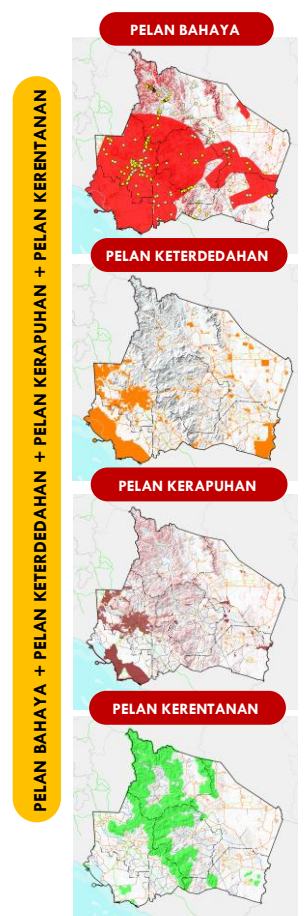 PELAN BAHAYA + PELAN KETERDEDAHAN + PELAN KERAPUHAN + PELAN KERENTANAN
PELAN BAHAYA
PELAN KETERDEDAHAN
PELAN KERAPUHAN
PELAN KERENTANAN